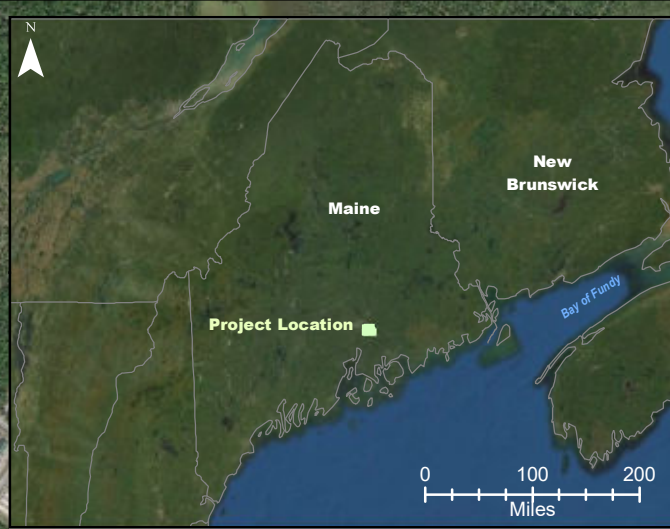 N
New
Brunswick
Maine
Bay of Fundy
Project Location
0 100 200
Miles